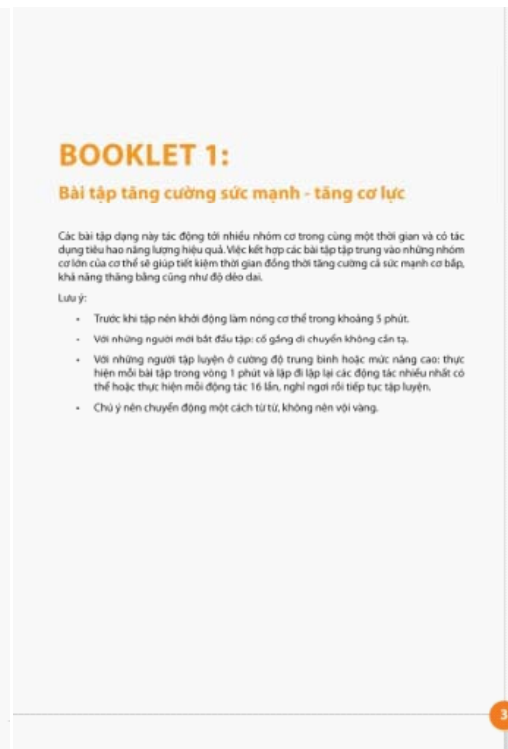 BOOKLET 1:
Bài tập tăng cường sức mạnh - tăng cơ lực
Các bài tập dạng này tác động tới nhiều nhóm cơ trong cùng một thời gian và có tác
dụng tiêu hao năng lượng hiệu quả. Việc kết hợp các bài tập tập trung vào những nhóm
cơ lớn của cơ thể sẽ giúp tiết kiệm thời gian đồng thời tăng cường cả sức mạnh cơ bắp,
khả năng thăng bằng cũng như độ dẻo dai.
Lưu ý:
• Trước khi tập nên khởi động làm nóng cơ thể trong khoảng 5 phút.
• Với những người mới bắt đầu tập: cố gắng di chuyển không cần tạ.
• Với những người tập luyện ở cường độ trung bình hoặc mức nâng cao: thực
hiện mỗi bài tập trong vòng 1 phút và lặp đi lặp lại các động tác nhiều nhất có
thể hoặc thực hiện mỗi động tác 16 lần, nghỉ ngơi rồi tiếp tục tập luyện.
• Chú ý nên chuyển động một cách từ từ, không nên vội vàng.
3